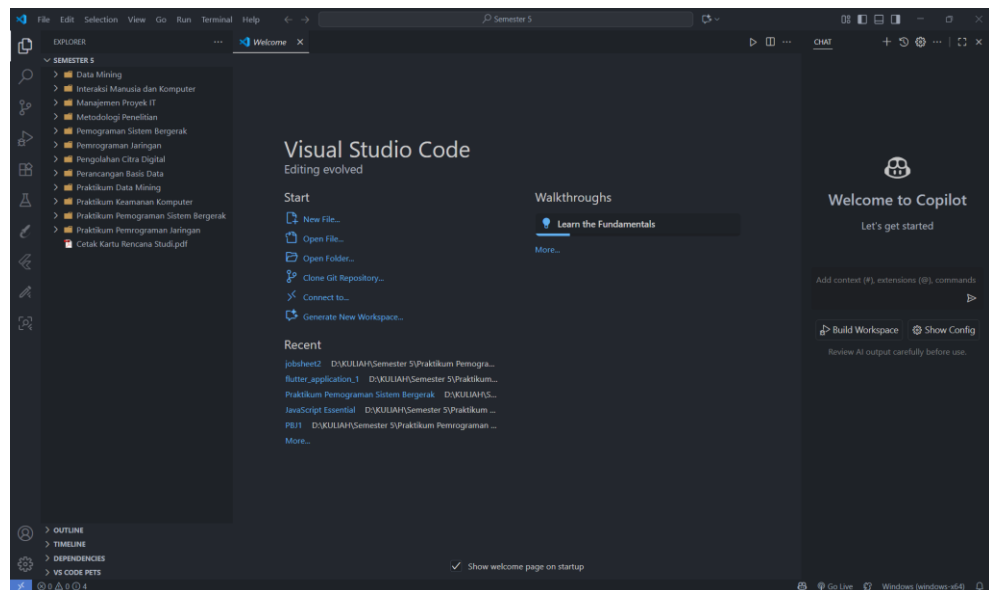 File Edit Selection View Go Run Terminal Help
Semester 5
EXPLORER
SEMESTER 5
Data Mining
Interaksi Manusia dan Komputer
Manajemen Proyek IT
Metodologi Penelitian
Pemograman Sistem Bergerak
Pemrograman Jaringan
Pengolahan Citra Digital
Perancangan Basis Data
Praktikum Data Mining
Praktikum Keamanan Komputer
Praktikum Pemograman Sistem Bergerak
Praktikum Pemrograman Jaringan
Cetak Kartu Rencana Studi.pdf
OUTLINE
TIMELINE
DEPENDENCIES
VS CODE PETS
Welcome
Visual Studio Code
Editing evolved
Start
New File...
Open File...
Open Folder...
Clone Git Repository...
Connect to...
Generate New Workspace...
Recent
jobsheet2 D:\KULIAH\Semester 5\Praktikum Pemogra...
flutter_application_1 D:\KULIAH\Semester 5\Praktikum...
Praktikum Pemograman Sistem Bergerak D:\KULIAH\S...
JavaScript Essential D:\KULIAH\Semester 5\Praktikum ...
PBJ1 D:\KULIAH\Semester 5\Praktikum Pemrograman ...
More...
Walkthroughs
Learn the Fundamentals
More...
Show welcome page on startup
CHAT
Welcome to Copilot
Let's get started
Add context (#), extensions (@), commands
Build Workspace Show Config
Review AI output carefully before use.
0 0 4
Go Live Windows (windows-x64)